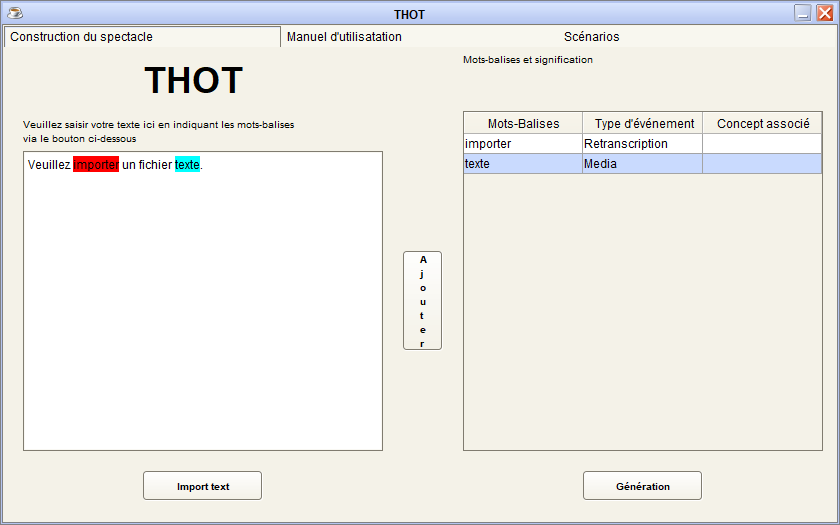 THOT
Construction du spectacle
Manuel d'utilisatation
Scénarios
THOT
Veuillez saisir votre texte ici en indiquant les mots-balises
via le bouton ci-dessous
Veuillez importer un fichier texte.
Ajouter
Import text
Mots-balises et signification
Mots-Balises Type d'événement Concept associé
importer Retranscription
texte Media
Génération